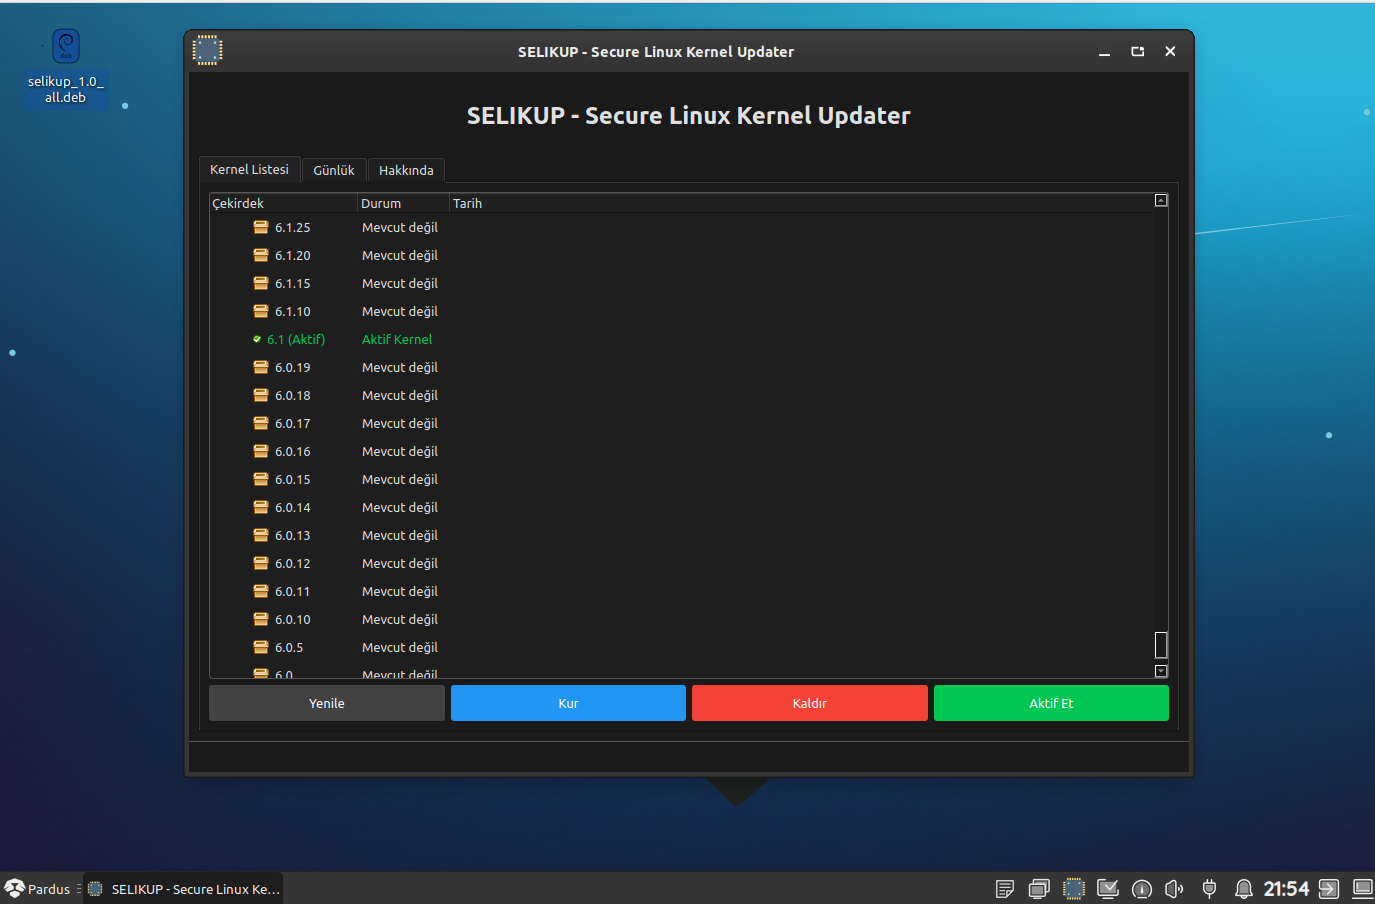 selikup_1.0_
all.deb
SELIKUP - Secure Linux Kernel Updater
SELIKUP - Secure Linux Kernel Updater
Kernel Listesi Günlük Hakkında
Çekirdek Durum Tarih
6.1.25 Mevcut değil
6.1.20 Mevcut değil
6.1.15 Mevcut değil
6.1.10 Mevcut değil
6.1 (Aktif) Aktif Kernel
6.0.19 Mevcut değil
6.0.18 Mevcut değil
6.0.17 Mevcut değil
6.0.16 Mevcut değil
6.0.15 Mevcut değil
6.0.14 Mevcut değil
6.0.13 Mevcut değil
6.0.12 Mevcut değil
6.0.11 Mevcut değil
6.0.10 Mevcut değil
6.0.5 Mevcut değil
6.0 Mevcut değil
Yenile Kur Kaldır Aktif Et
Pardus SELIKUP - Secure Linux Ke... 21:54